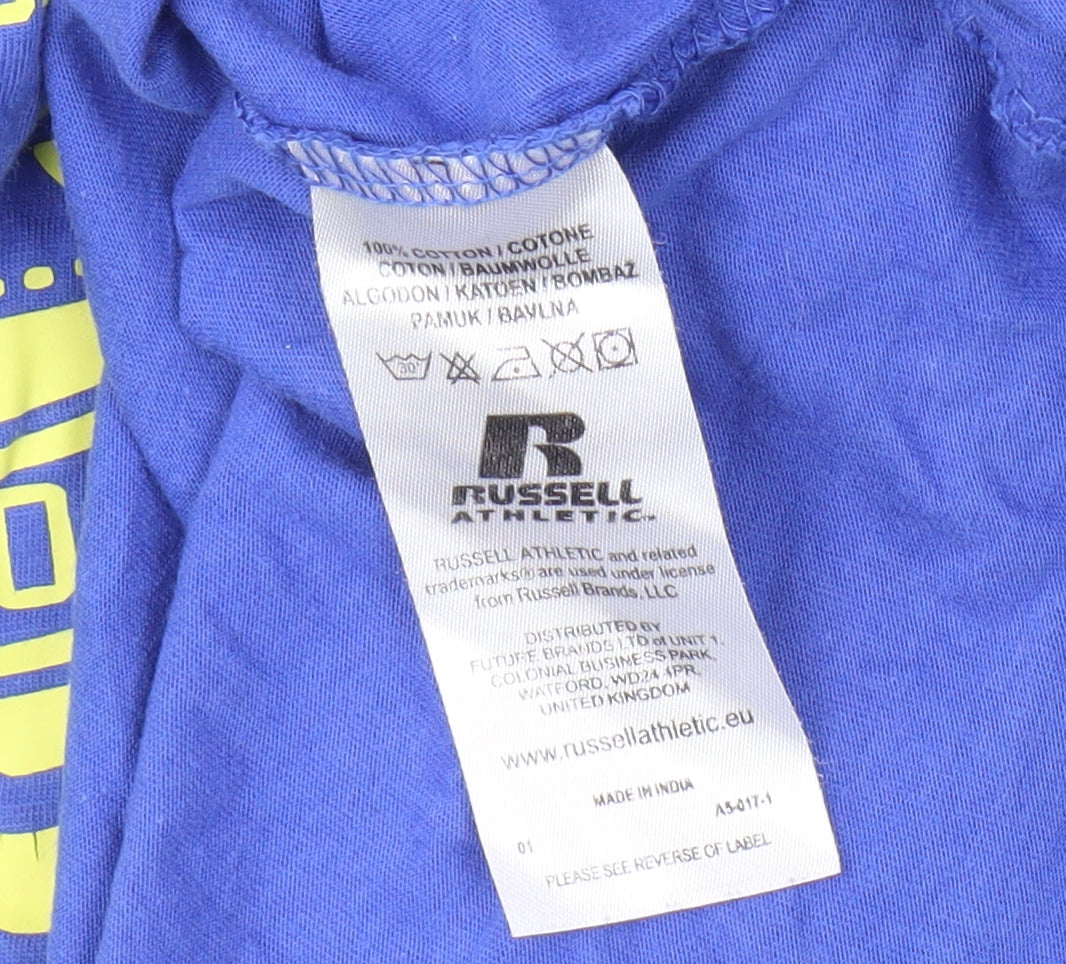 100% COTTON / COTONE
COTON / BAUMWOLLE
ALGODON / KATOEN / BOMBAZ
PAMUK / BAVLNA
30°
R
RUSSELL
ATHLETIC™
RUSSELL ATHLETIC and related
trademarks® are used under license
from Russell Brands, LLC
DISTRIBUTED BY
FUTURE BRANDS LTD of UNIT 1,
COLONIAL BUSINESS PARK,
WATFORD, WD24 4PR,
UNITED KINGDOM
www.russellathletic.eu
MADE IN INDIA
A5-017-1
01
PLEASE SEE REVERSE OF LABEL